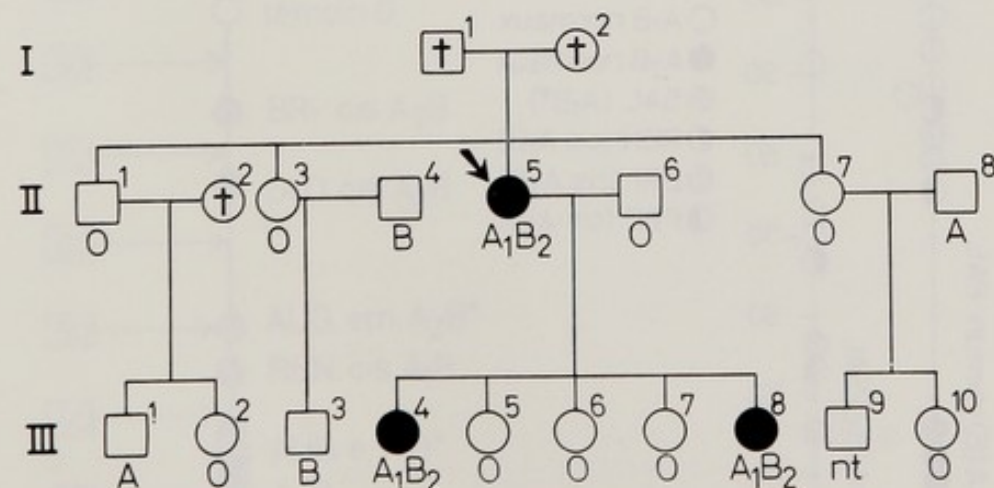 I 1 2
† †
II 1 2 3 4 5 6 7 8
†
O O B A₁B₂ O O A
III 1 2 3 4 5 6 7 8 9 10
A O B A₁B₂ O O O A₁B₂ nt O